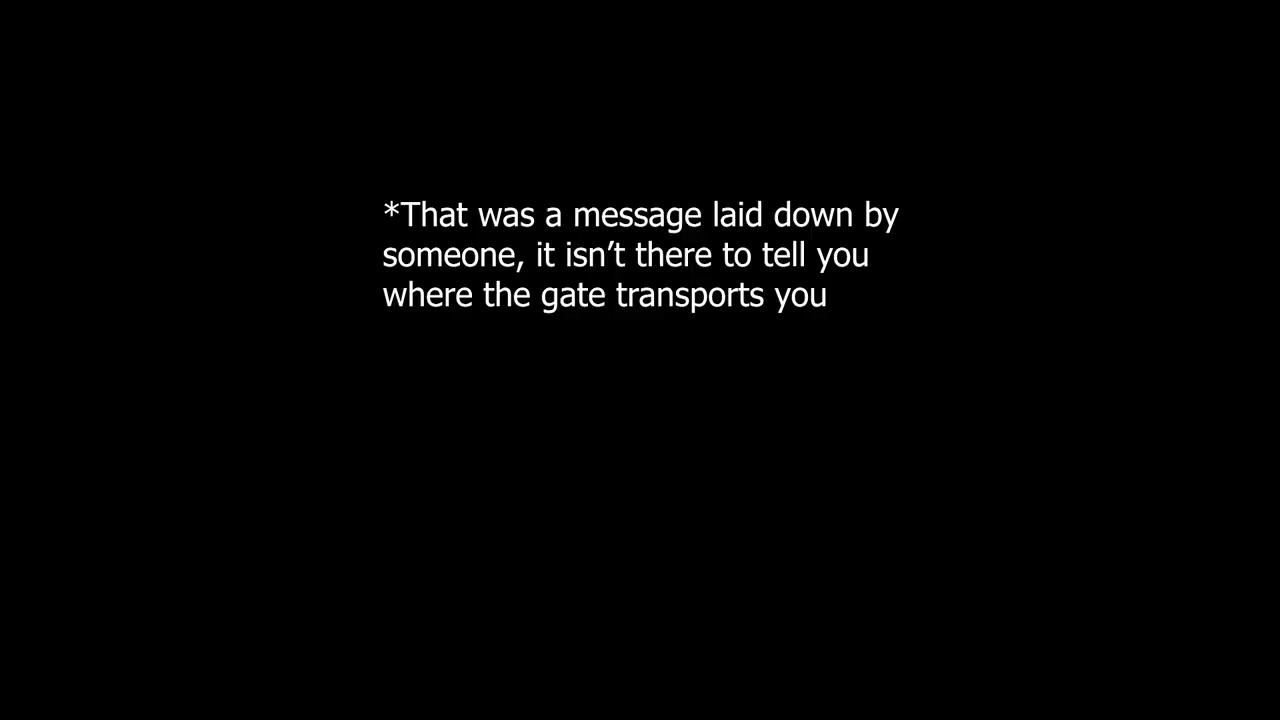 *That was a message laid down by
someone, it isn’t there to tell you
where the gate transports you